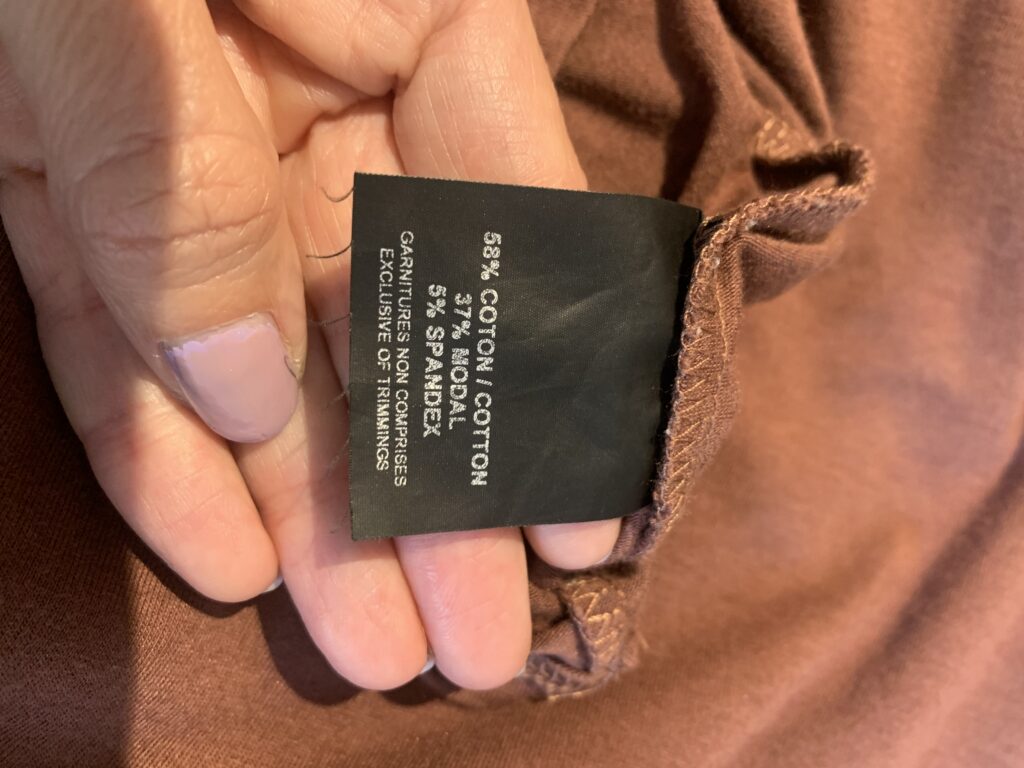 58% COTON / COTTON
37% MODAL
5% SPANDEX
GARNITURES NON COMPRISES
EXCLUSIVE OF TRIMMINGS